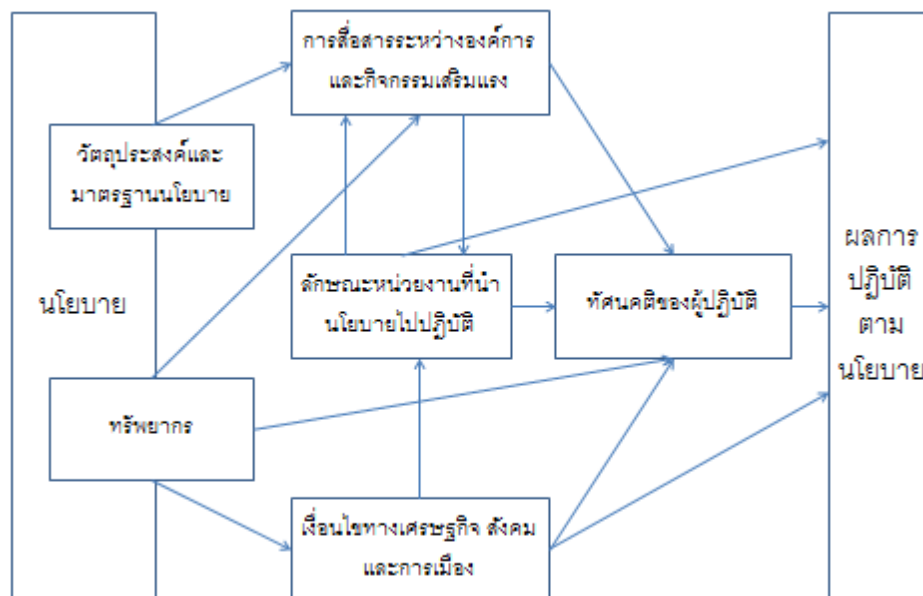 การสื่อสารระหว่างองค์การ
และกิจกรรมเสริมแรง
วัตถุประสงค์และ
มาตรฐานนโยบาย
นโยบาย
ลักษณะหน่วยงานที่นำ
นโยบายไปปฏิบัติ
ทัศนคติของผู้ปฏิบัติ
ผลการ
ปฏิบัติ
ตาม
นโยบาย
ทรัพยากร
เงื่อนไขทางเศรษฐกิจ สังคม
และการเมือง